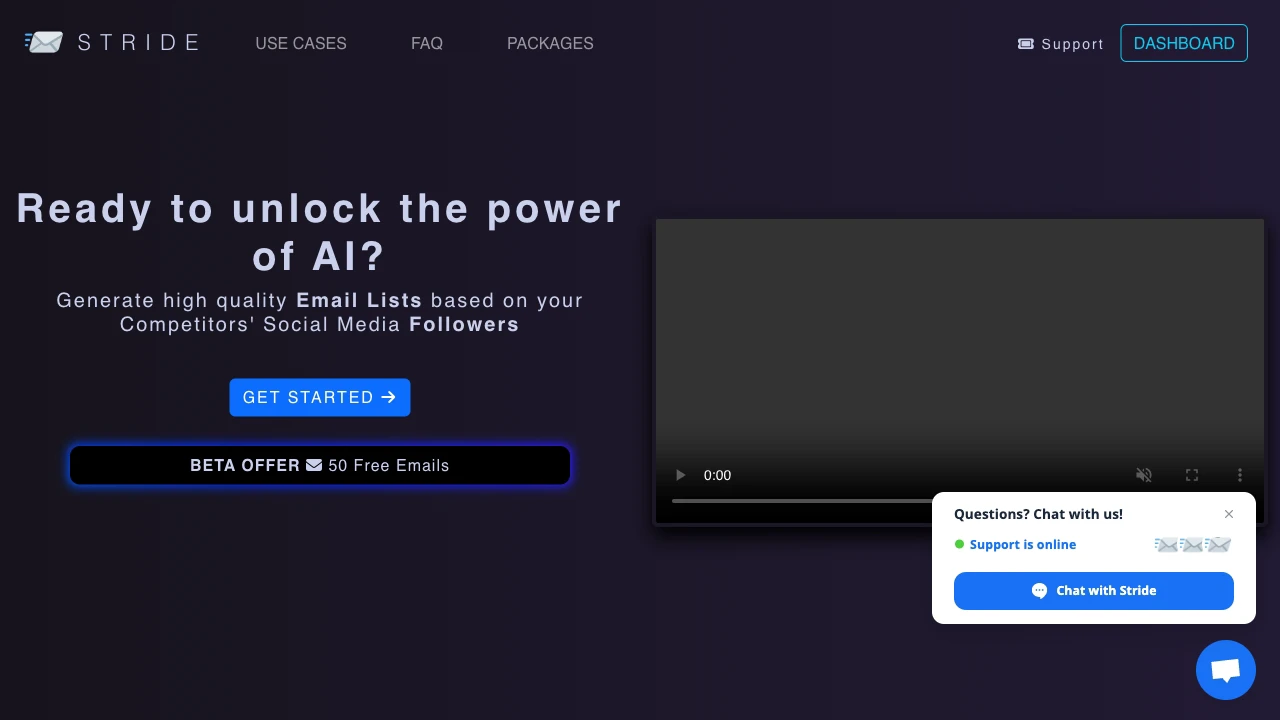 STRIDE
USE CASES
FAQ
PACKAGES
Support
DASHBOARD
Ready to unlock the power
of AI?
Generate high quality Email Lists based on your
Competitors' Social Media Followers
GET STARTED
BETA OFFER 50 Free Emails
0:00
Questions? Chat with us!
Support is online
Chat with Stride